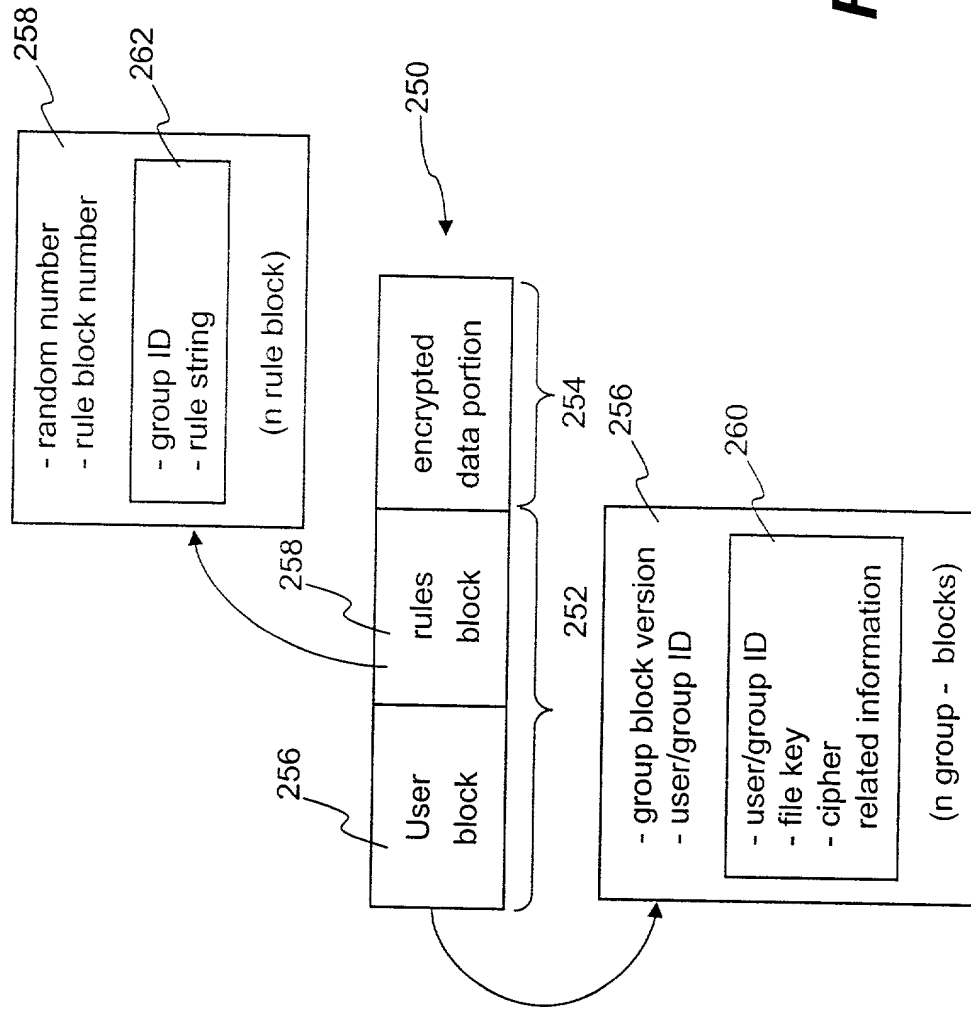 258
- random number
- rule block number
262
- group ID
- rule string
(n rule block)
250
256
User
block
258
rules
block
encrypted
data portion
252
254
256
- group block version
- user/group ID
260
- user/group ID
- file key
- cipher
related information
(n group - blocks)